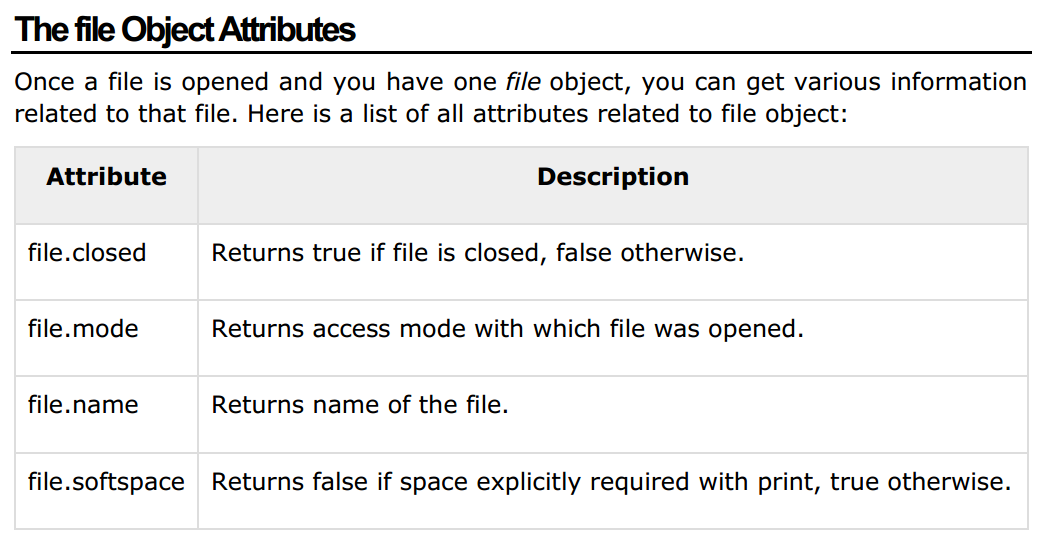 The file Object Attributes
Once a file is opened and you have one file object, you can get various information
related to that file. Here is a list of all attributes related to file object:
Attribute Description
file.closed Returns true if file is closed, false otherwise.
file.mode Returns access mode with which file was opened.
file.name Returns name of the file.
file.softspace Returns false if space explicitly required with print, true otherwise.